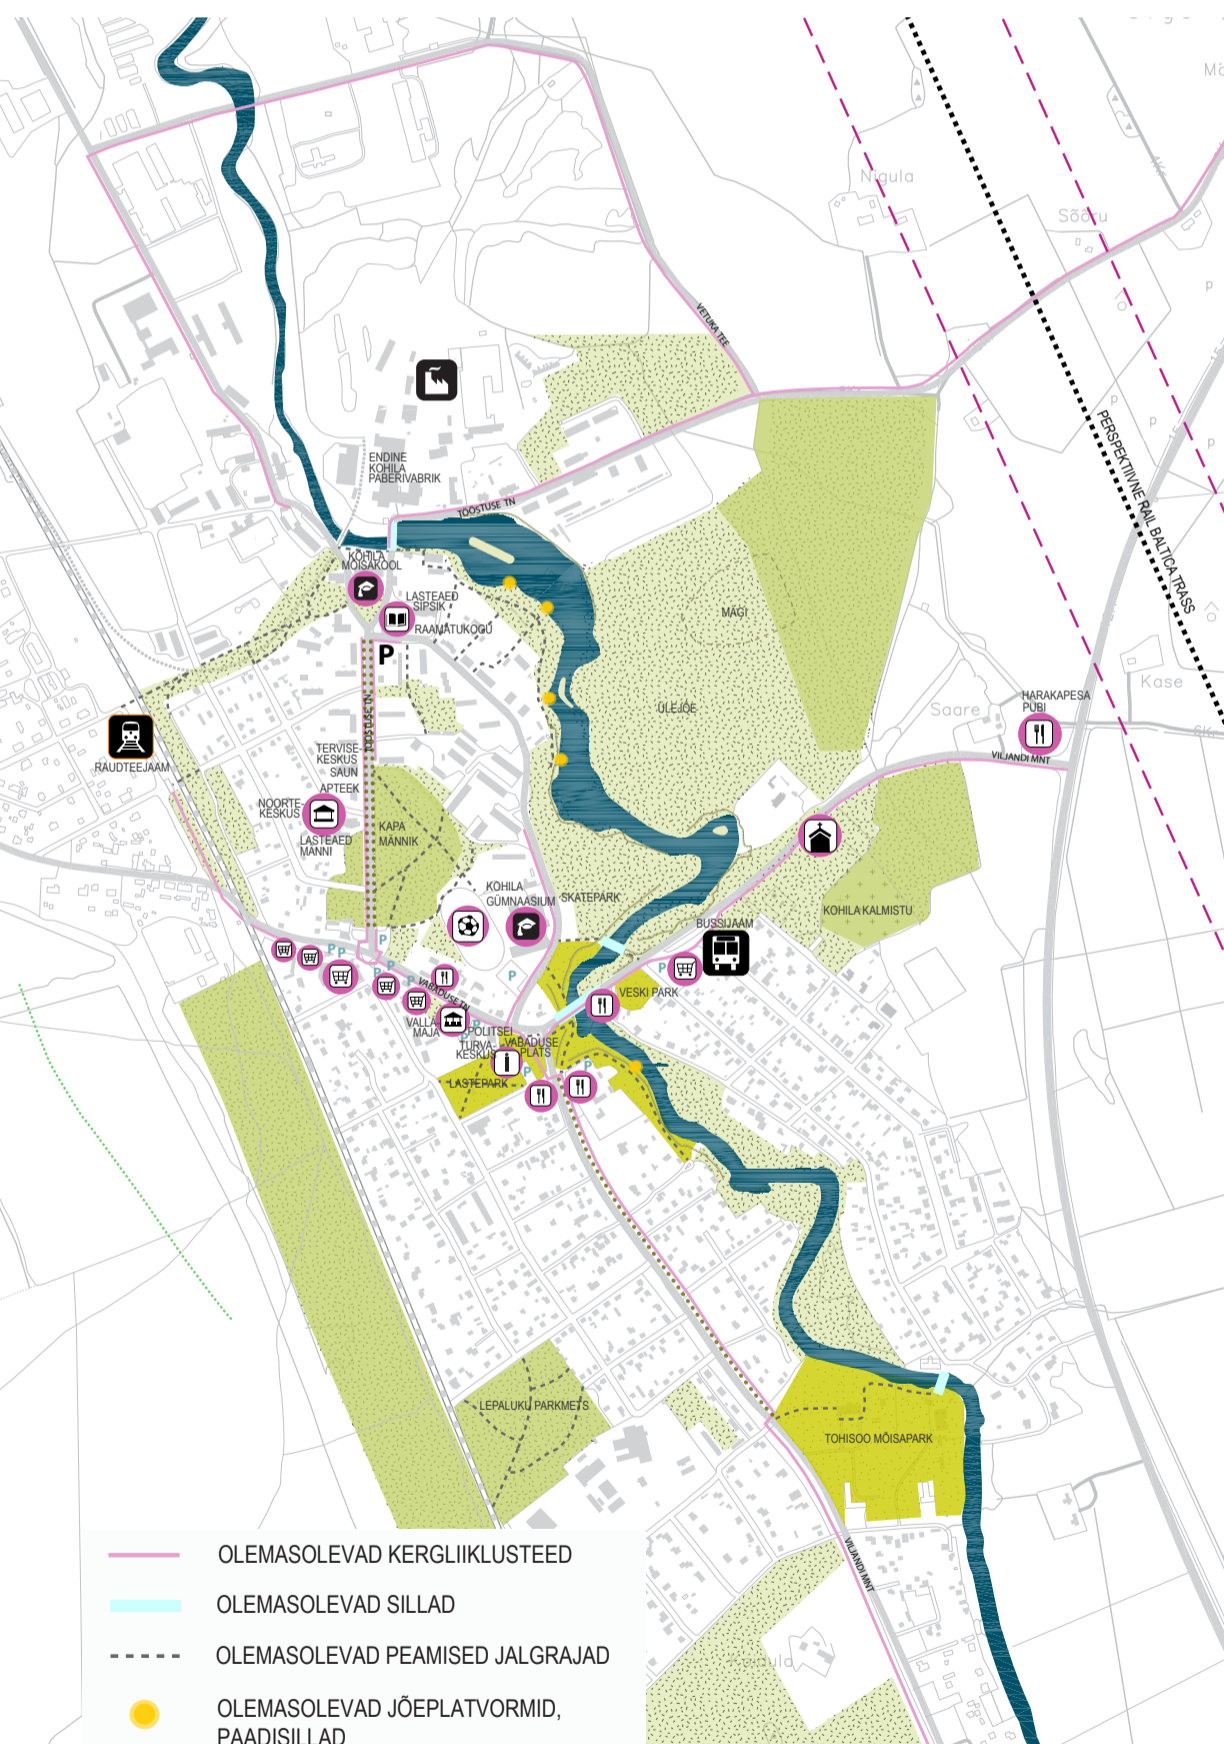 Nigula
Sõõru
VETUKA TEE
PERSPEKTIIVNE RAIL BALTICA TRASS
ENDINE
KOHILA
PABERIVABRIK
TÖÖSTUSE TN
KOHILA
MÕISAKOOL
LASTEAED
SIPSIK
RAAMATUKOGU
P
MÄGI
ÜLEJÕE
Saare
Kase
HARAKAPESA
PUBI
VILJANDI MNT
RAUDTEEJAAM
TÖÖSTUSE TN
TERVISE-
KESKUS
SAUN
APTEEK
NOORTE-
KESKUS
LASTEAED
MÄNNI
KAPA
MÄNNIK
KOHILA
GÜMNAASIUM
SKATEPARK
KOHILA KALMISTU
BUSSIJAAM
P
P
P
P
P
P
P
P
VESKI PARK
VABADUSE TN
VALLA-
MAJA
POLITSEI
TURVA-
KESKUS
VABADUSE
PLATS
P
P
P
P
LASTEPARK
LEPALUKU PARKMETS
TOHISOO MÕISAPARK
VILJANDI MNT
OLEMASOLEVAD KERGLIIKLUSTEED
OLEMASOLEVAD SILLAD
OLEMASOLEVAD PEAMISED JALGRAJAD
OLEMASOLEVAD JÕEPLATVORMID,
PAADISILLAD